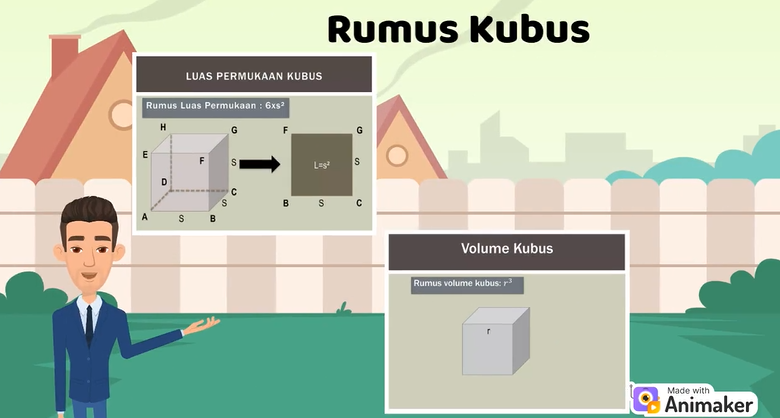 Rumus Kubus
LUAS PERMUKAAN KUBUS
Rumus Luas Permukaan : 6xs²
H
G
E
F
S
D
C
S
A
S
B
F
G
L=s²
S
B
S
C
Volume Kubus
Rumus volume kubus: r³
r
Made with
Animaker